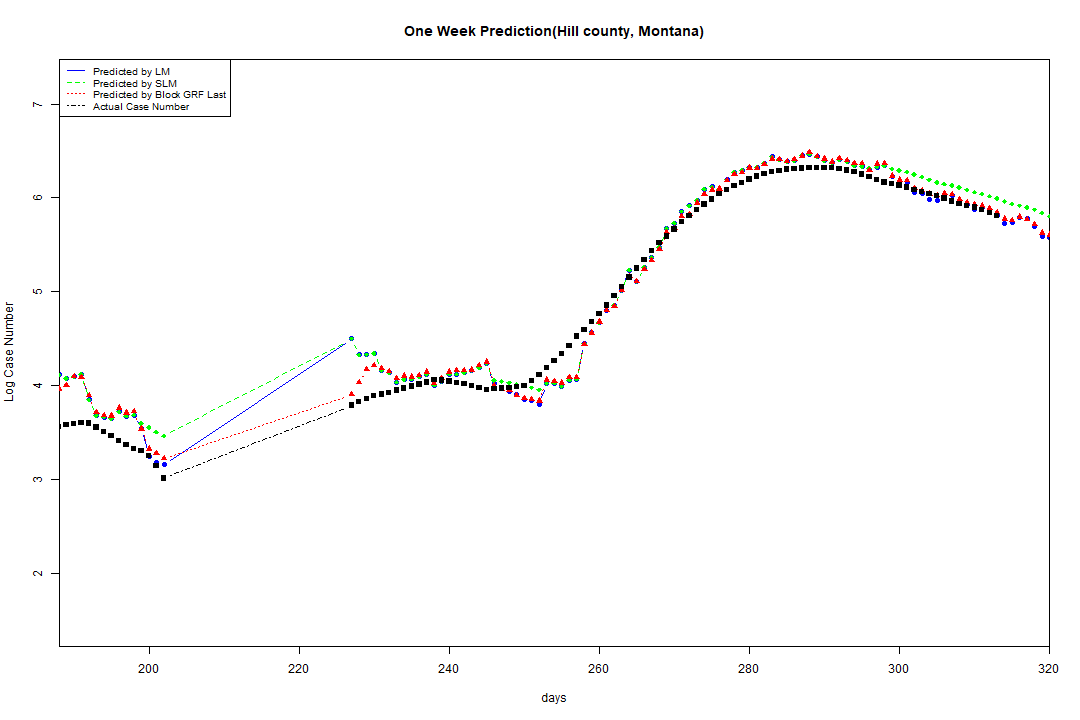 One Week Prediction(Hill county, Montana)
Predicted by LM
Predicted by SLM
Predicted by Block GRF Last
Actual Case Number
7
6
5
4
3
2
Log Case Number
200 220 240 260 280 300 320
days